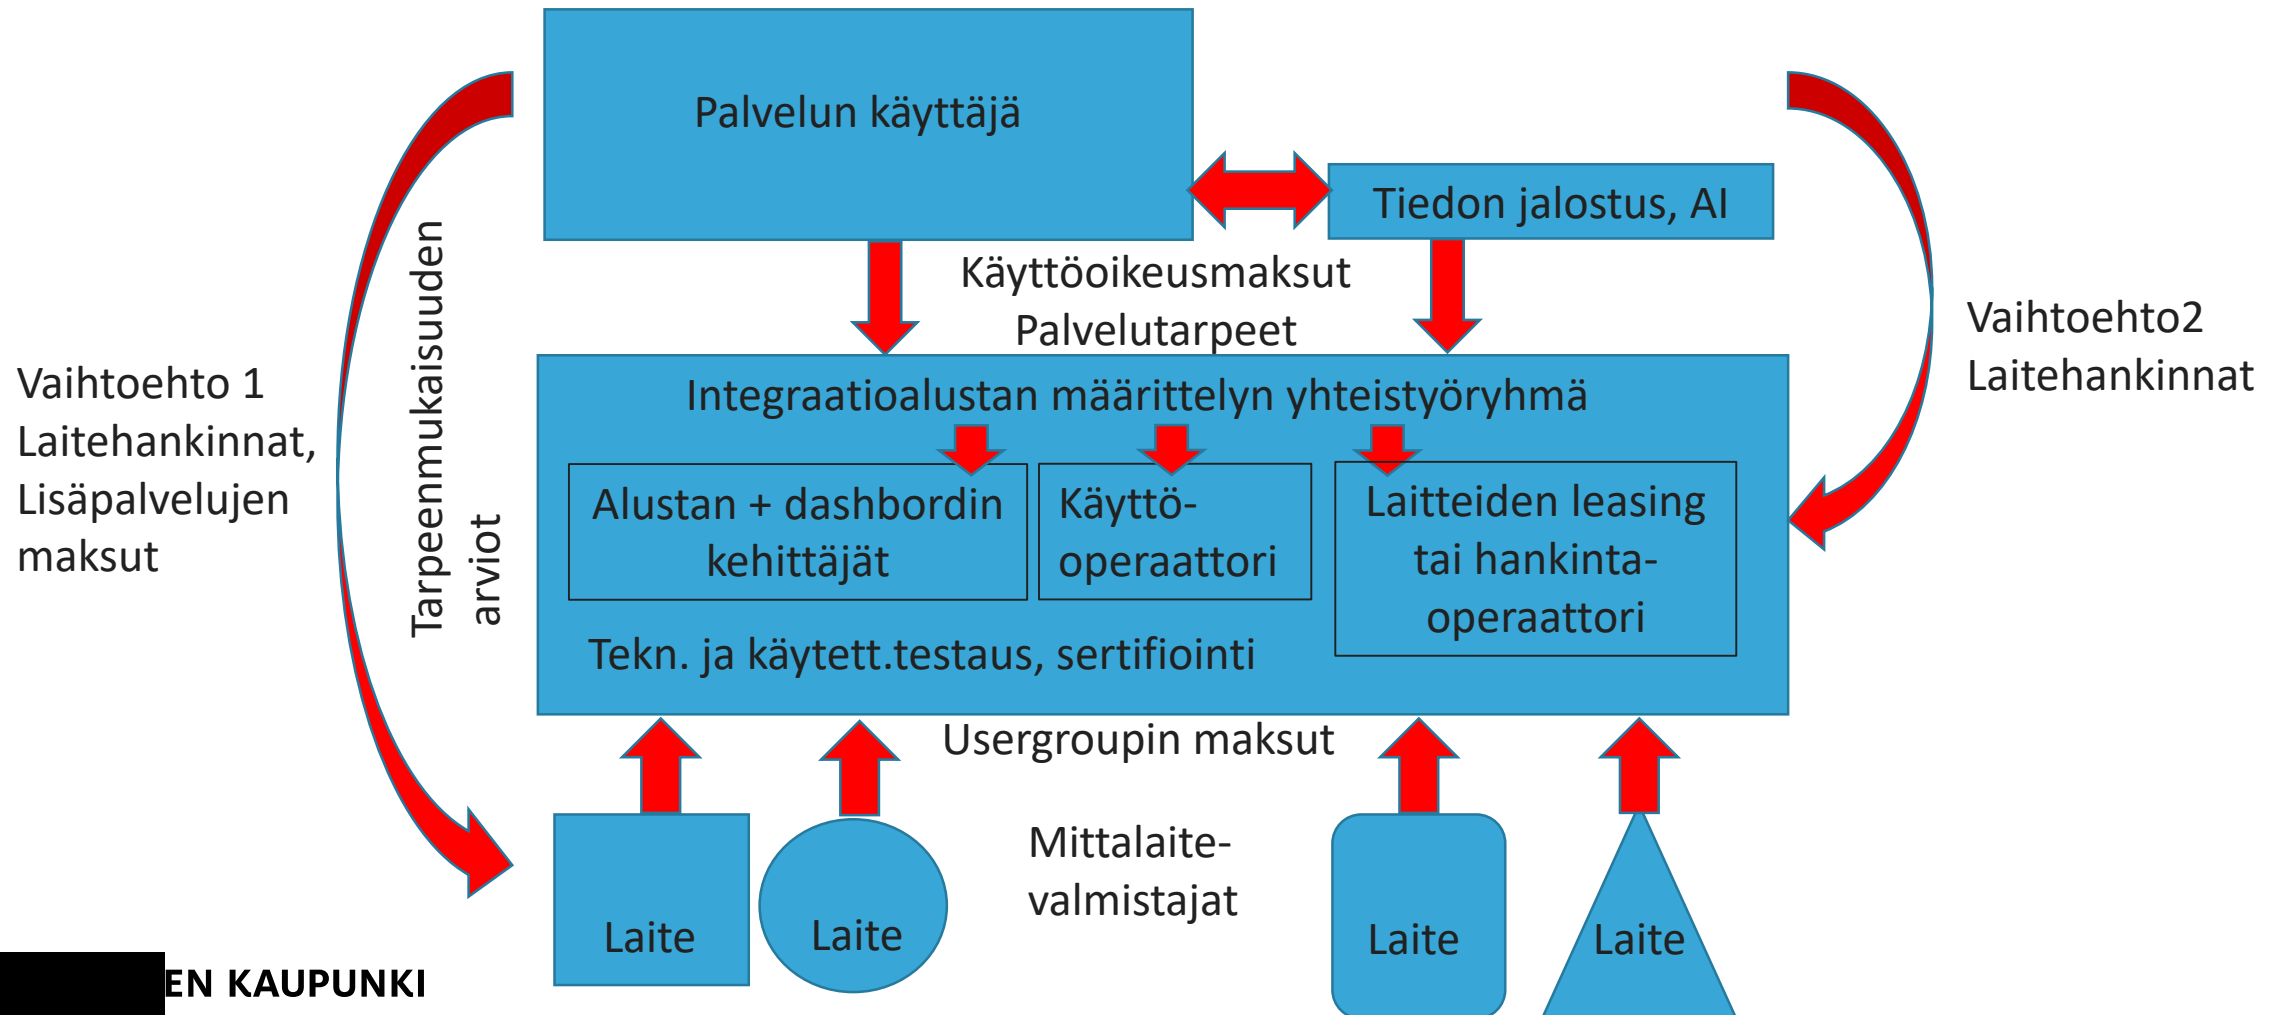 Palvelun käyttäjä
Tiedon jalostus, AI
Käyttöoikeusmaksut
Palvelutarpeet
Vaihtoehto 1
Laitehankinnat,
Lisäpalvelujen
maksut
Tarpeenmukaisuuden
arviot
Vaihtoehto2
Laitehankinnat
Integraatioalustan määrittelyn yhteistyöryhmä
Alustan + dashbordin
kehittäjät
Käyttö-
operaattori
Laitteiden leasing
tai hankinta-
operaattori
Tekn. ja käytett.testaus, sertifiointi
Usergroupin maksut
Mittalaite-
valmistajat
Laite
Laite
Laite
Laite
EN KAUPUNKI